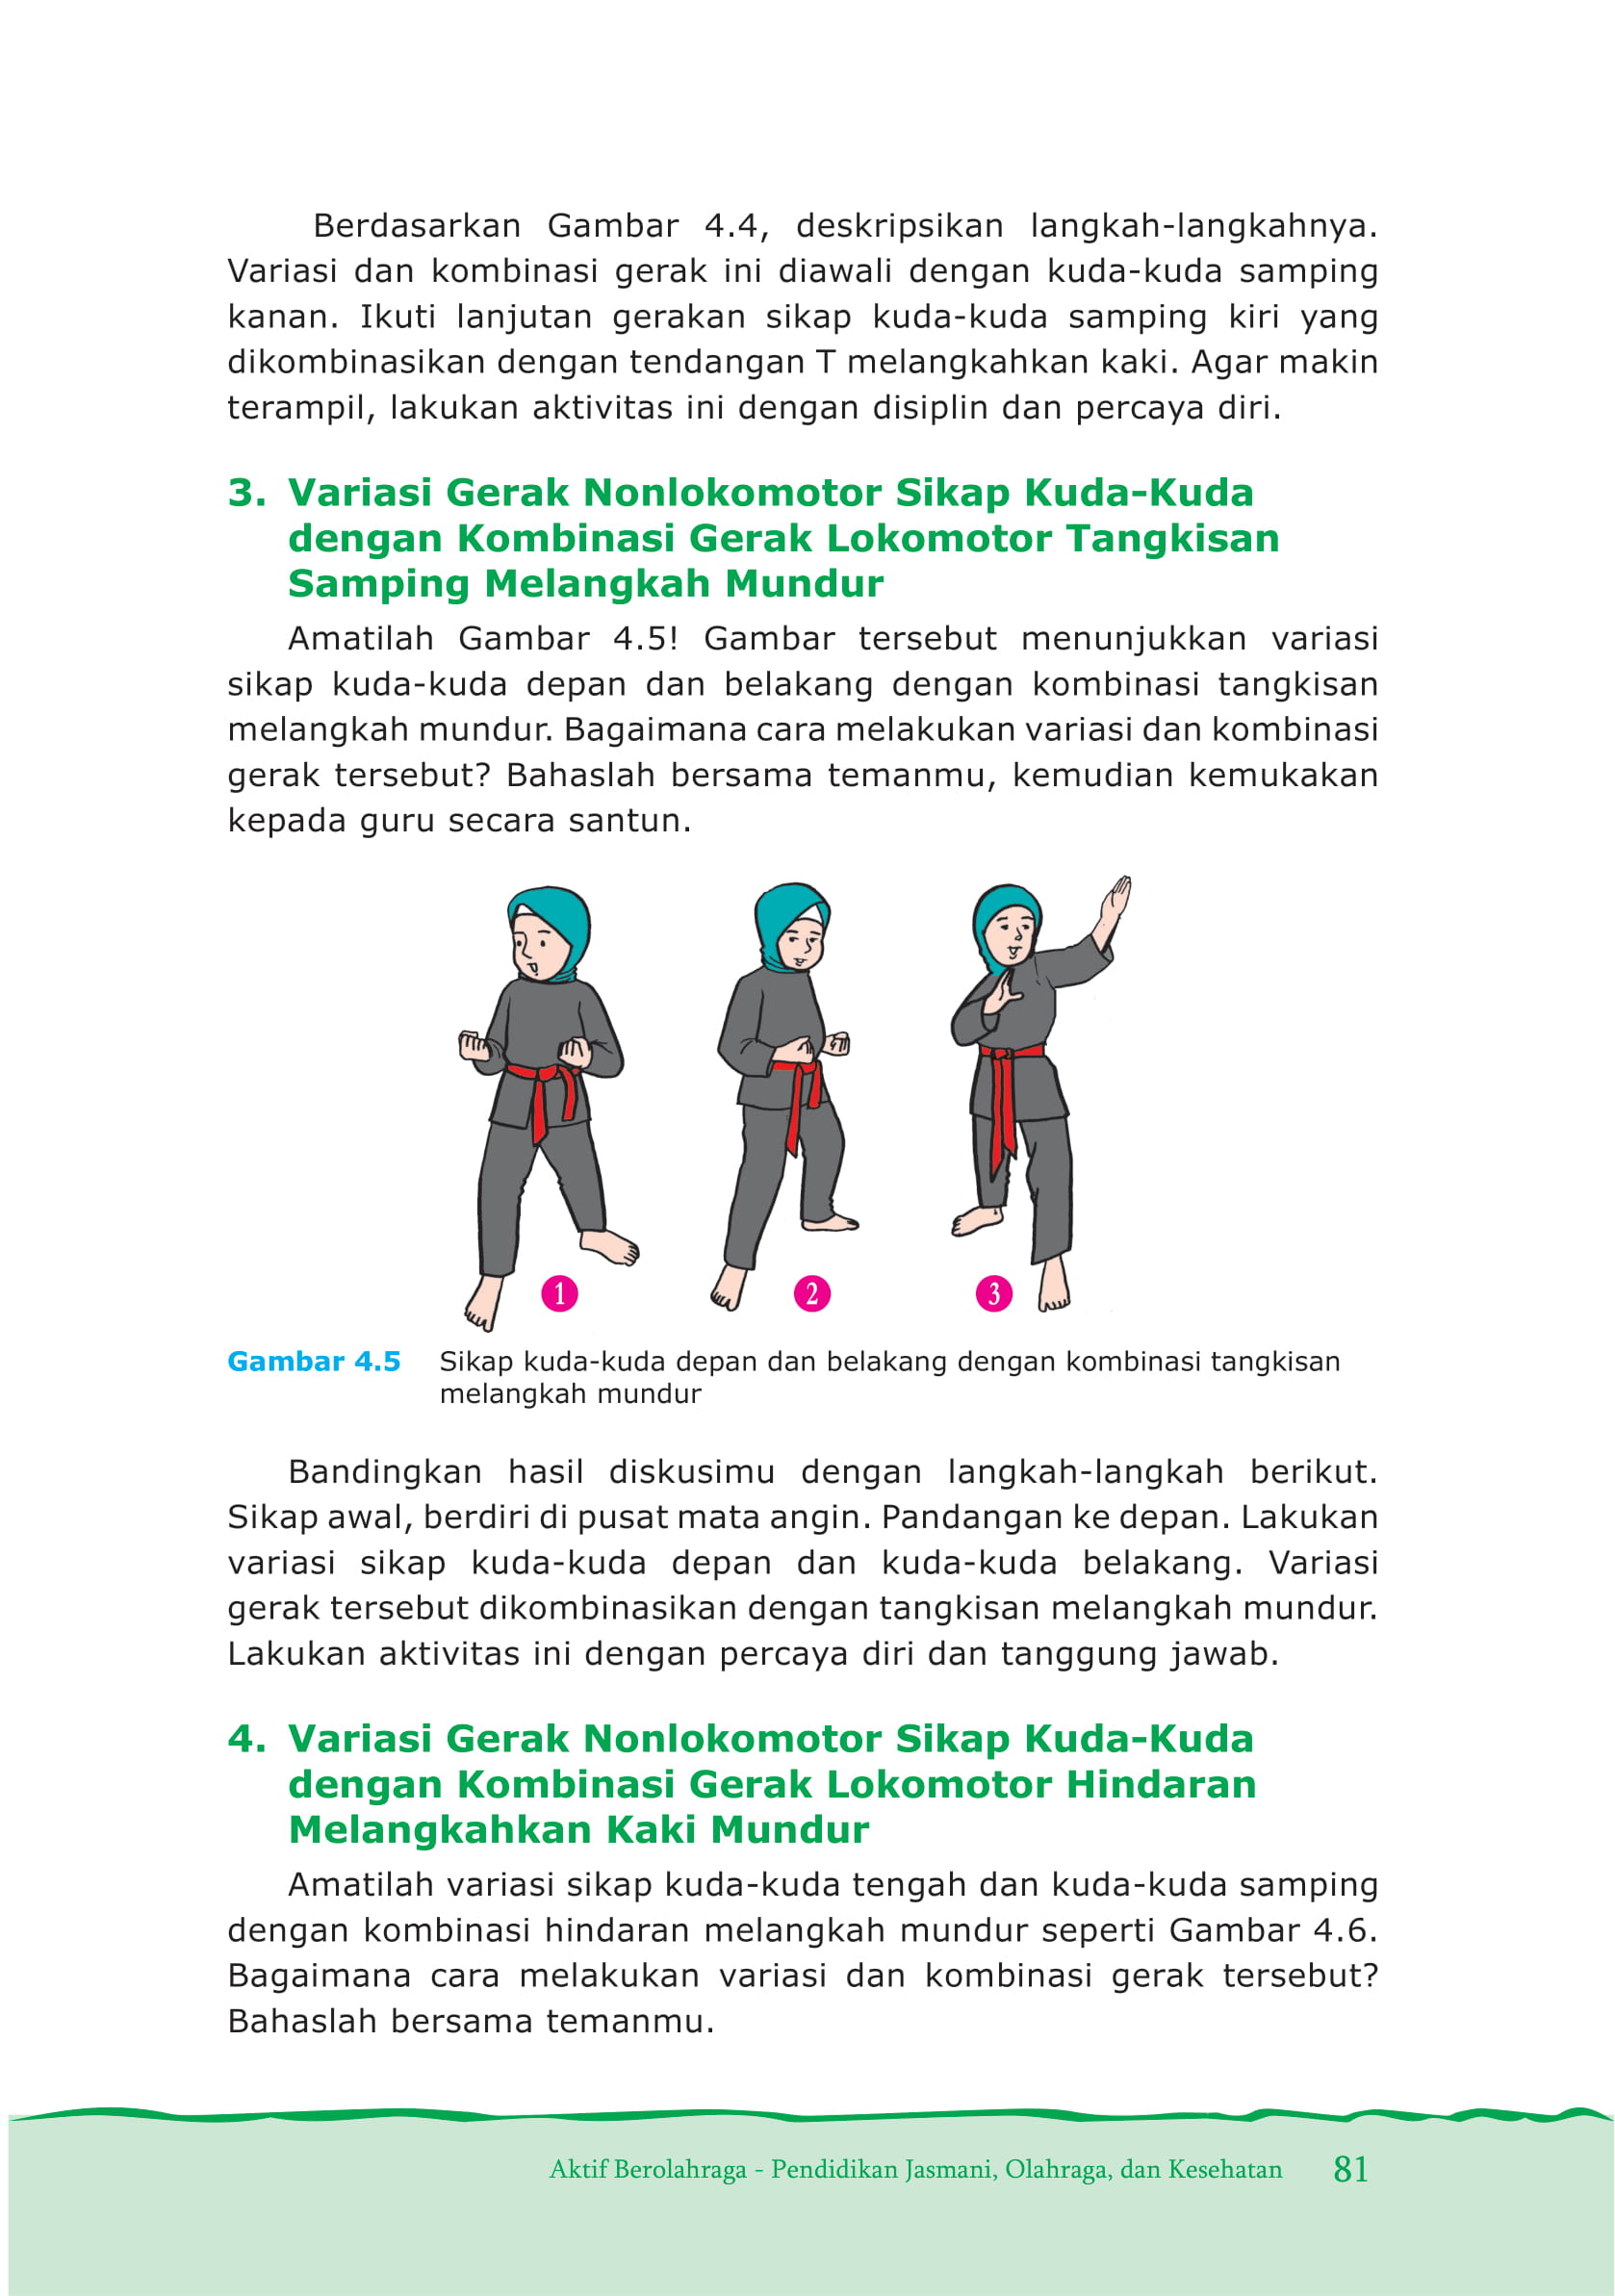 Berdasarkan Gambar 4.4, deskripsikan langkah-langkahnya.
Variasi dan kombinasi gerak ini diawali dengan kuda-kuda samping
kanan. Ikuti lanjutan gerakan sikap kuda-kuda samping kiri yang
dikombinasikan dengan tendangan T melangkahkan kaki. Agar makin
terampil, lakukan aktivitas ini dengan disiplin dan percaya diri.
3. Variasi Gerak Nonlokomotor Sikap Kuda-Kuda
dengan Kombinasi Gerak Lokomotor Tangkisan
Samping Melangkah Mundur
Amatilah Gambar 4.5! Gambar tersebut menunjukkan variasi
sikap kuda-kuda depan dan belakang dengan kombinasi tangkisan
melangkah mundur. Bagaimana cara melakukan variasi dan kombinasi
gerak tersebut? Bahaslah bersama temanmu, kemudian kemukakan
kepada guru secara santun.
1 2 3
Gambar 4.5 Sikap kuda-kuda depan dan belakang dengan kombinasi tangkisan
melangkah mundur
Bandingkan hasil diskusimu dengan langkah-langkah berikut.
Sikap awal, berdiri di pusat mata angin. Pandangan ke depan. Lakukan
variasi sikap kuda-kuda depan dan kuda-kuda belakang. Variasi
gerak tersebut dikombinasikan dengan tangkisan melangkah mundur.
Lakukan aktivitas ini dengan percaya diri dan tanggung jawab.
4. Variasi Gerak Nonlokomotor Sikap Kuda-Kuda
dengan Kombinasi Gerak Lokomotor Hindaran
Melangkahkan Kaki Mundur
Amatilah variasi sikap kuda-kuda tengah dan kuda-kuda samping
dengan kombinasi hindaran melangkah mundur seperti Gambar 4.6.
Bagaimana cara melakukan variasi dan kombinasi gerak tersebut?
Bahaslah bersama temanmu.
Aktif Berolahraga - Pendidikan Jasmani, Olahraga, dan Kesehatan 81